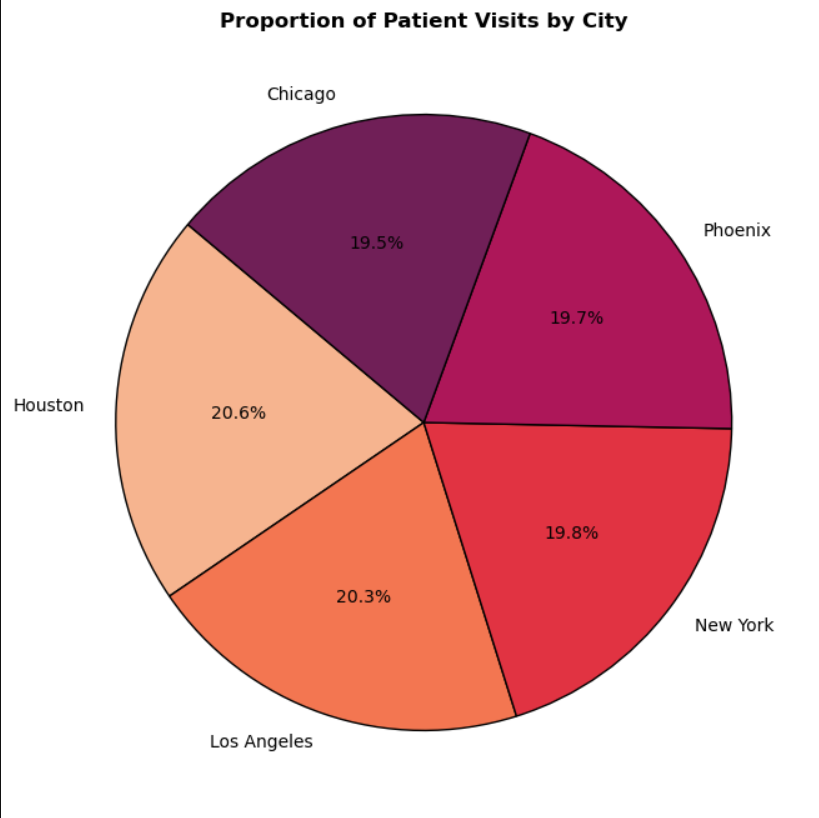 Proportion of Patient Visits by City
Chicago
19.5%
Phoenix
19.7%
Houston
20.6%
New York
19.8%
Los Angeles
20.3%